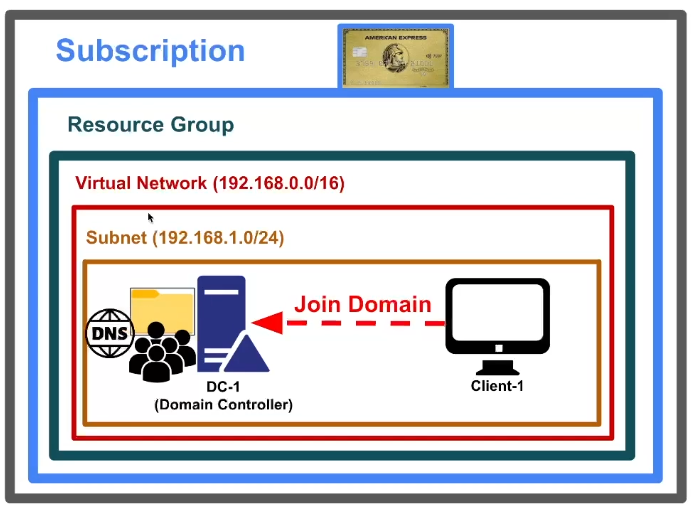 Subscription
AMERICAN EXPRESS
Resource Group
Virtual Network (192.168.0.0/16)
Subnet (192.168.1.0/24)
Join Domain
DNS
DC-1
(Domain Controller)
Client-1